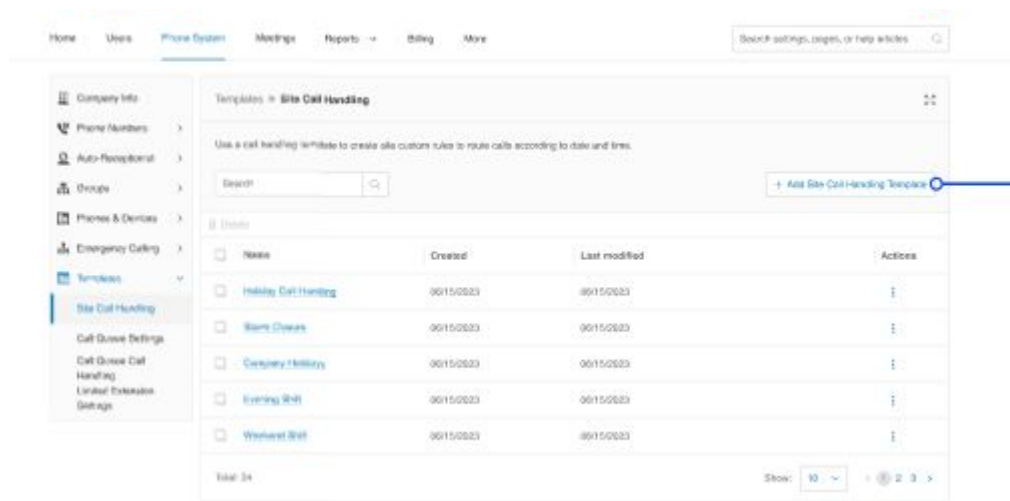 Home Users Phone System Meetings Reports Billing More Search settings, pages, or help articles
Company Info
Phone Numbers
Auto-Receptionist
Groups
Phones & Devices
Emergency Calling
Templates
Site Call Handling
Call Queue Settings
Call Queue Call
Handling
Limited Extension
Settings
Templates > Site Call Handling
Use a call handling template to create site custom rules to route calls according to date and time.
Search
+ Add Site Call Handling Template
Delete
Name Created Last modified Actions
Holiday Call Handling 06/15/2023 06/15/2023
Storm Closure 06/15/2023 06/15/2023
Company Holidays 06/15/2023 06/15/2023
Evening Shift 06/15/2023 06/15/2023
Weekend Shift 06/15/2023 06/15/2023
Total: 24 Show: 10 1 2 3